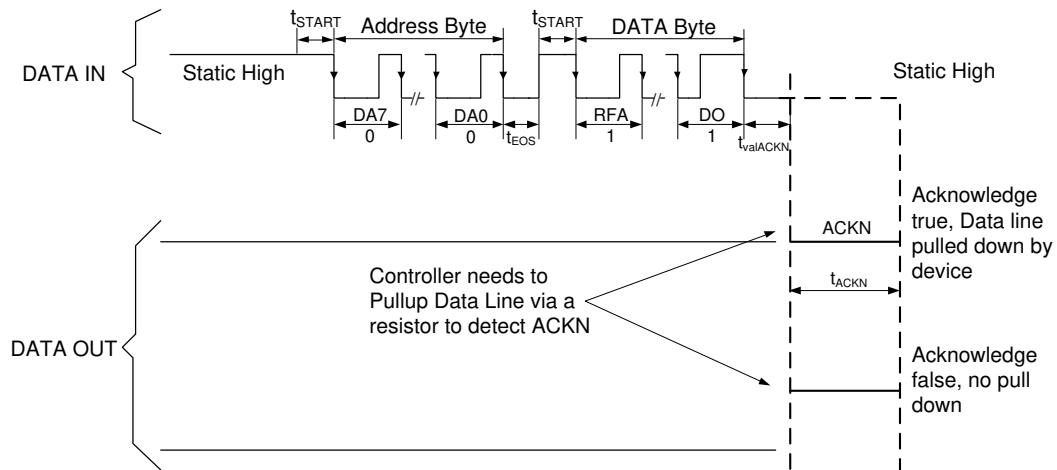 tSTART
Address Byte
tSTART
DATA Byte
DATA IN
Static High
Static High
DA7
0
DA0
0
tEOS
RFA
1
DO
1
tvalACKN
ACKN
Acknowledge
true, Data line
pulled down by
device
Controller needs to
Pullup Data Line via a
resistor to detect ACKN
tACKN
DATA OUT
Acknowledge
false, no pull
down